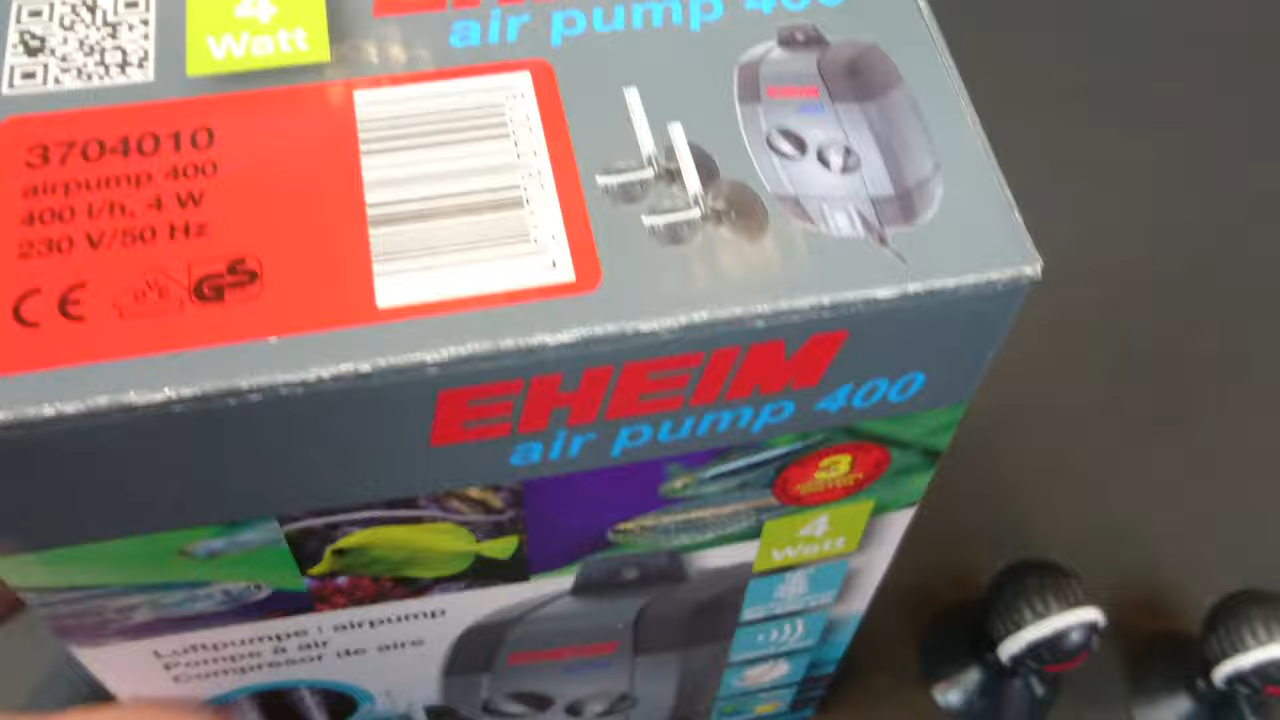 4
Watt
EHEIM
air pump 400
3704010
airpump 400
400 l/h, 4 W
230 V/50 Hz
CE
GS
EHEIM
air pump 400
3
4
Watt
Luftpumpe : airpump
Pompe à air
Compresor de aire